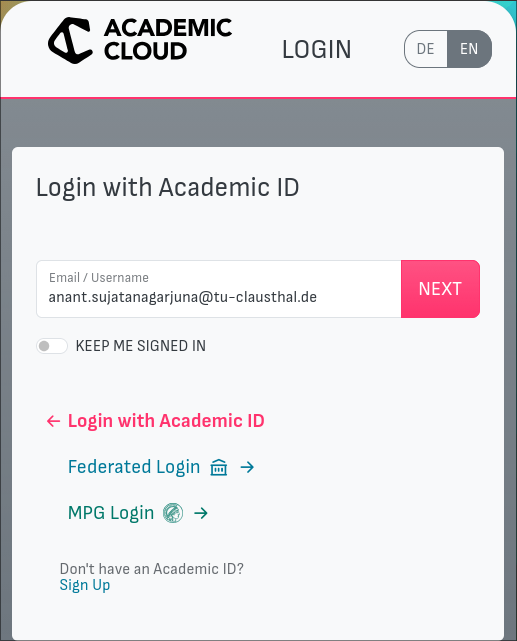 ACADEMIC
CLOUD
LOGIN
DE
EN
Login with Academic ID
Email / Username
anant.sujatanagarjuna@tu-clausthal.de
NEXT
KEEP ME SIGNED IN
← Login with Academic ID
Federated Login →
MPG Login →
Don't have an Academic ID?
Sign Up